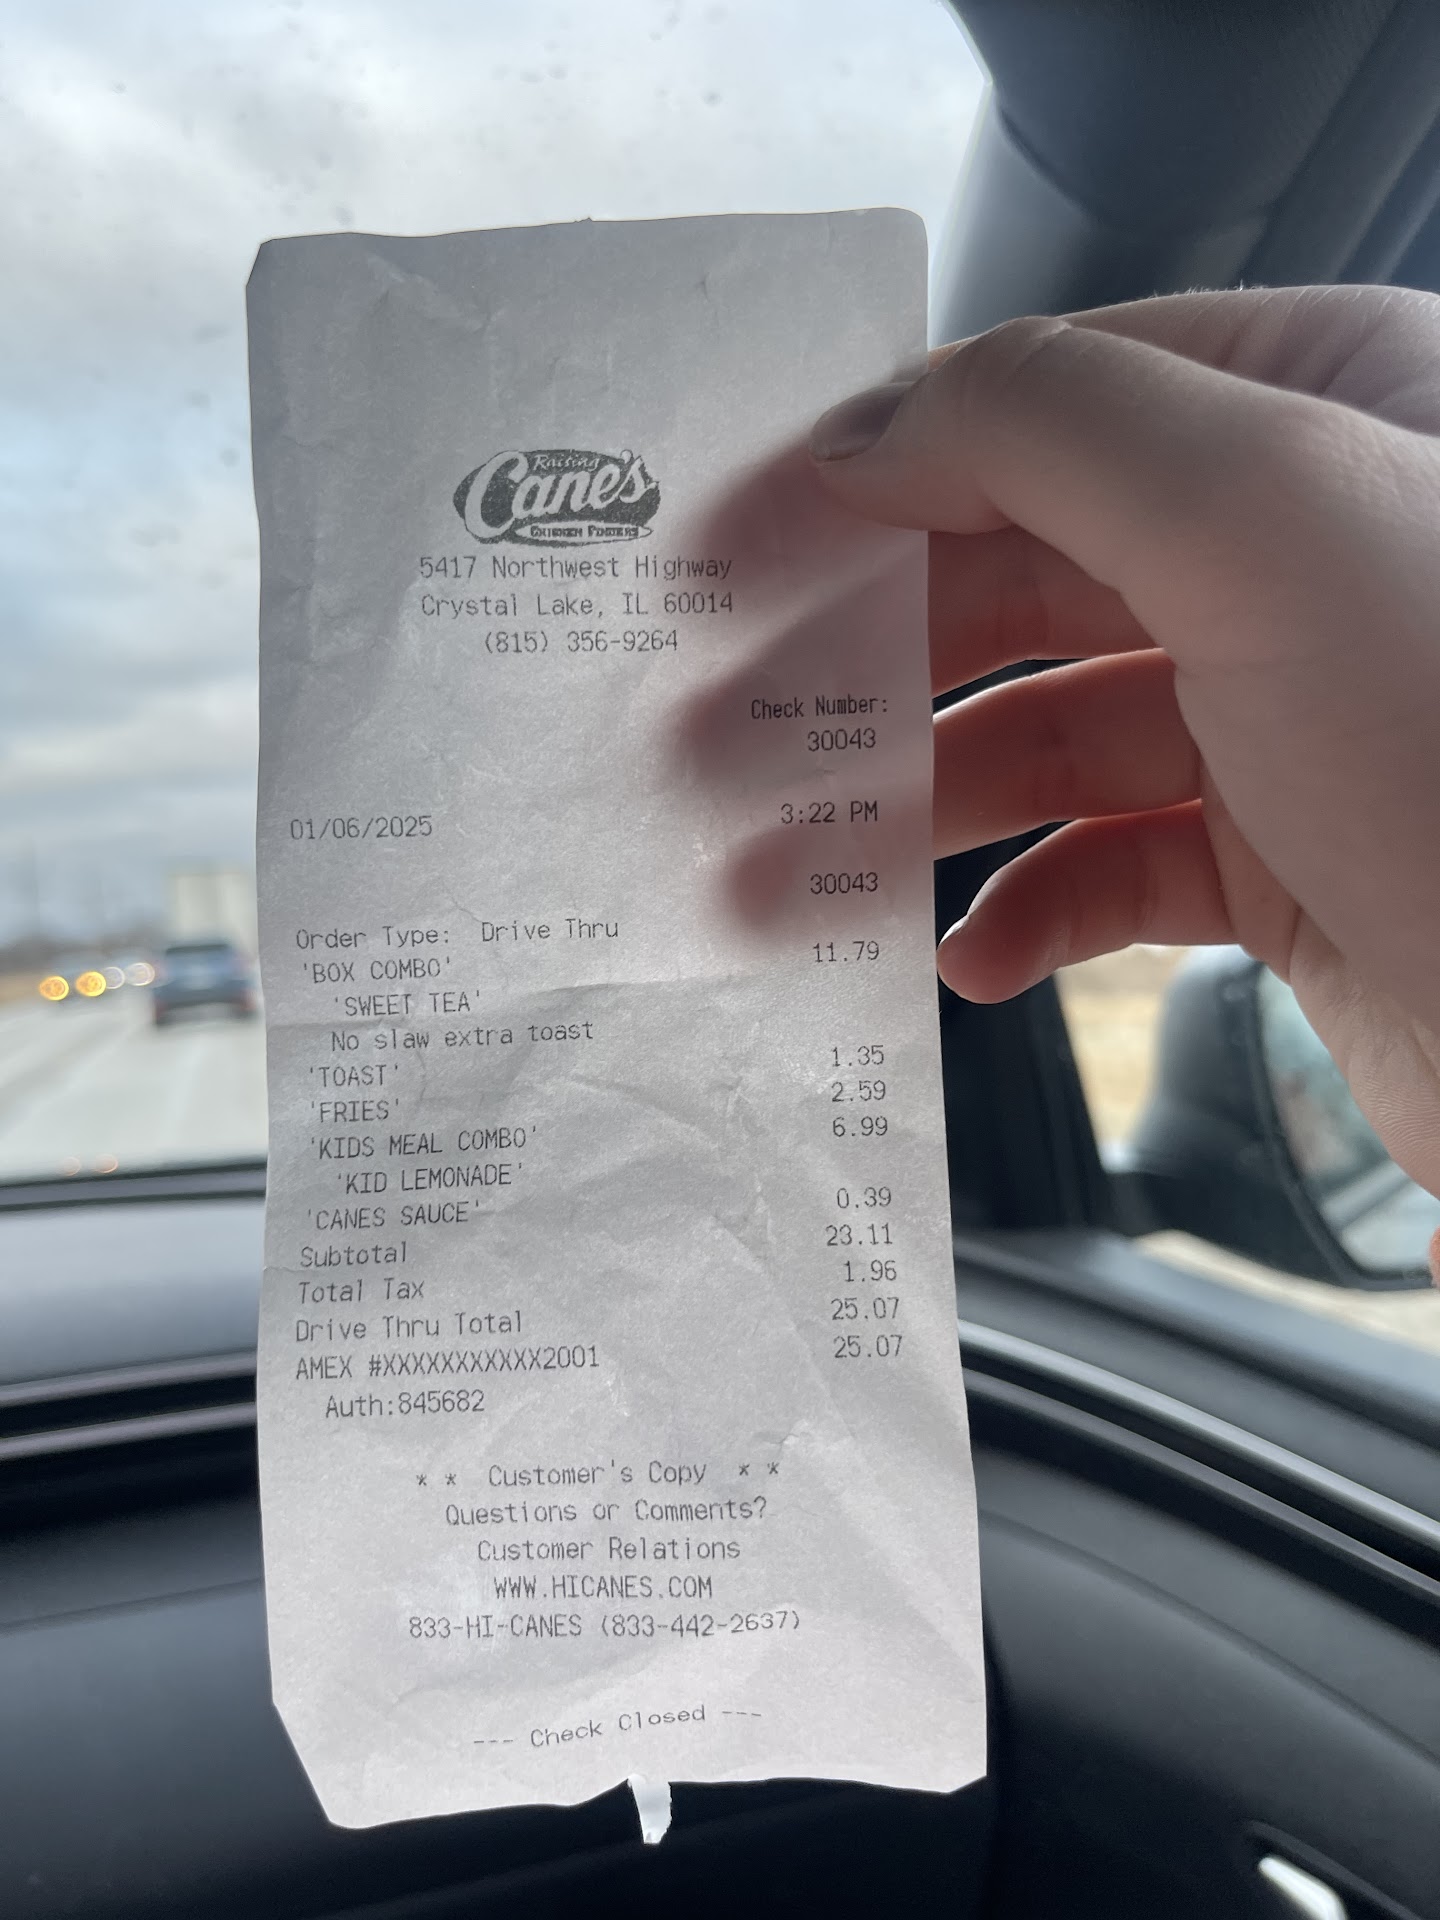 Raising
Cane's
CHICKEN FINGERS
5417 Northwest Highway
Crystal Lake, IL 60014
(815) 356-9264
Check Number:
30043
01/06/2025 3:22 PM
30043
Order Type: Drive Thru
'BOX COMBO' 11.79
'SWEET TEA'
No slaw extra toast
'TOAST' 1.35
'FRIES' 2.59
'KIDS MEAL COMBO' 6.99
'KID LEMONADE'
'CANES SAUCE' 0.39
Subtotal 23.11
Total Tax 1.96
Drive Thru Total 25.07
AMEX #XXXXXXXXXXX2001 25.07
Auth:845682
* * Customer's Copy * *
Questions or Comments?
Customer Relations
WWW.HICANES.COM
833-HI-CANES (833-442-2637)
--- Check Closed ---